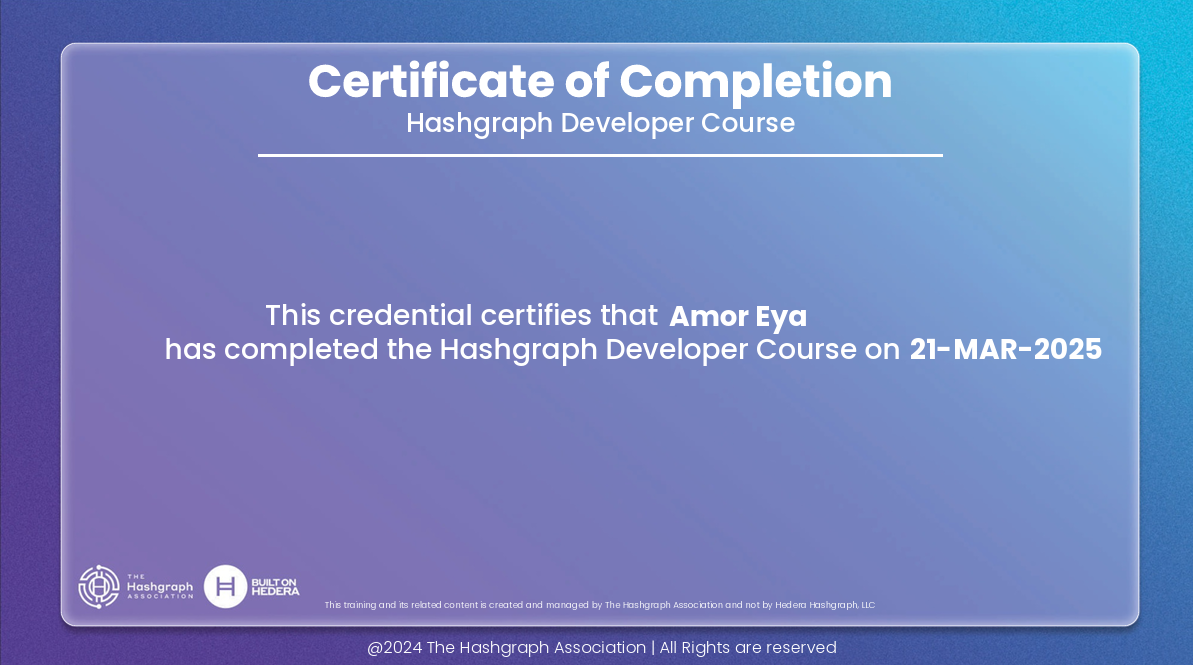 Certificate of Completion
Hashgraph Developer Course
This credential certifies that Amor Eya
has completed the Hashgraph Developer Course on 21-MAR-2025
THE
Hashgraph
ASSOCIATION
H
BUILT ON
HEDERA
This training and its related content is created and managed by The Hashgraph Association and not by Hedera Hashgraph, LLC
@2024 The Hashgraph Association | All Rights are reserved